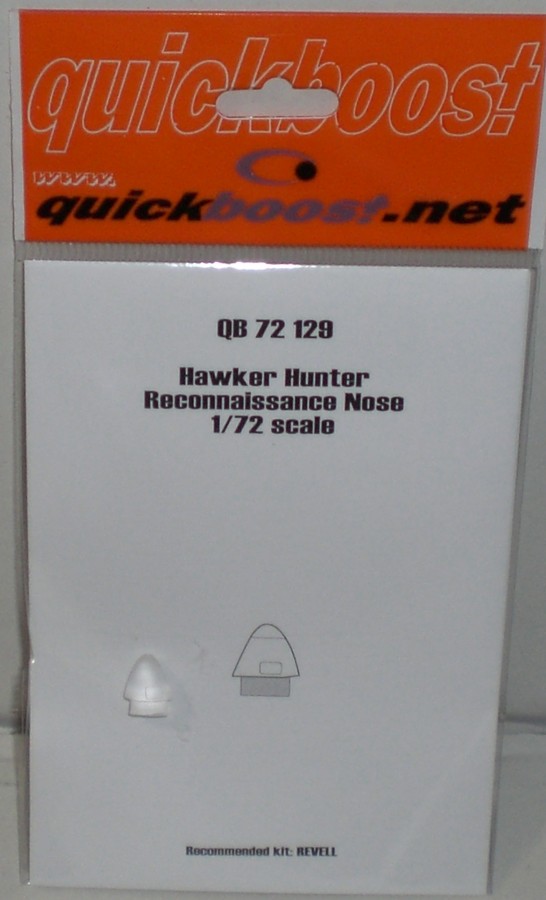 quickboost
www.
quickboost.net
QB 72 129
Hawker Hunter
Reconnaissance Nose
1/72 scale
Recommended kit: REVELL